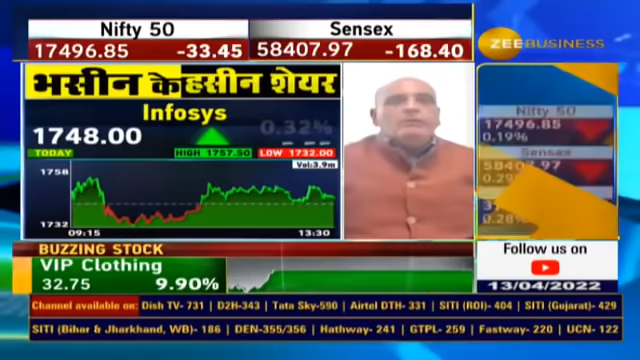 Nifty 50
17496.85 -33.45
Sensex
58407.97 -168.40
ZEE BUSINESS
भसीन के हसीन शेयर
Infosys
1748.00
0.32%
TODAY
HIGH 1757.50
LOW 1732.00
Vol:3.9m
1758
1732
09:15
13:30
Nifty 50
17496.85
0.19%
Sensex
BUZZING STOCK
VIP Clothing
32.75 9.90%
Follow us on
13/04/2022
Channel available on: Dish TV- 731 | D2H-343 | Tata Sky-590 | Airtel DTH- 331 | SITI (ROI)- 404 | SITI (Gujarat)- 429
SITI (Bihar & Jharkhand, WB)- 186 | DEN-355/356 | Hathway- 241 | GTPL- 259 | Fastway- 220 | UCN- 122